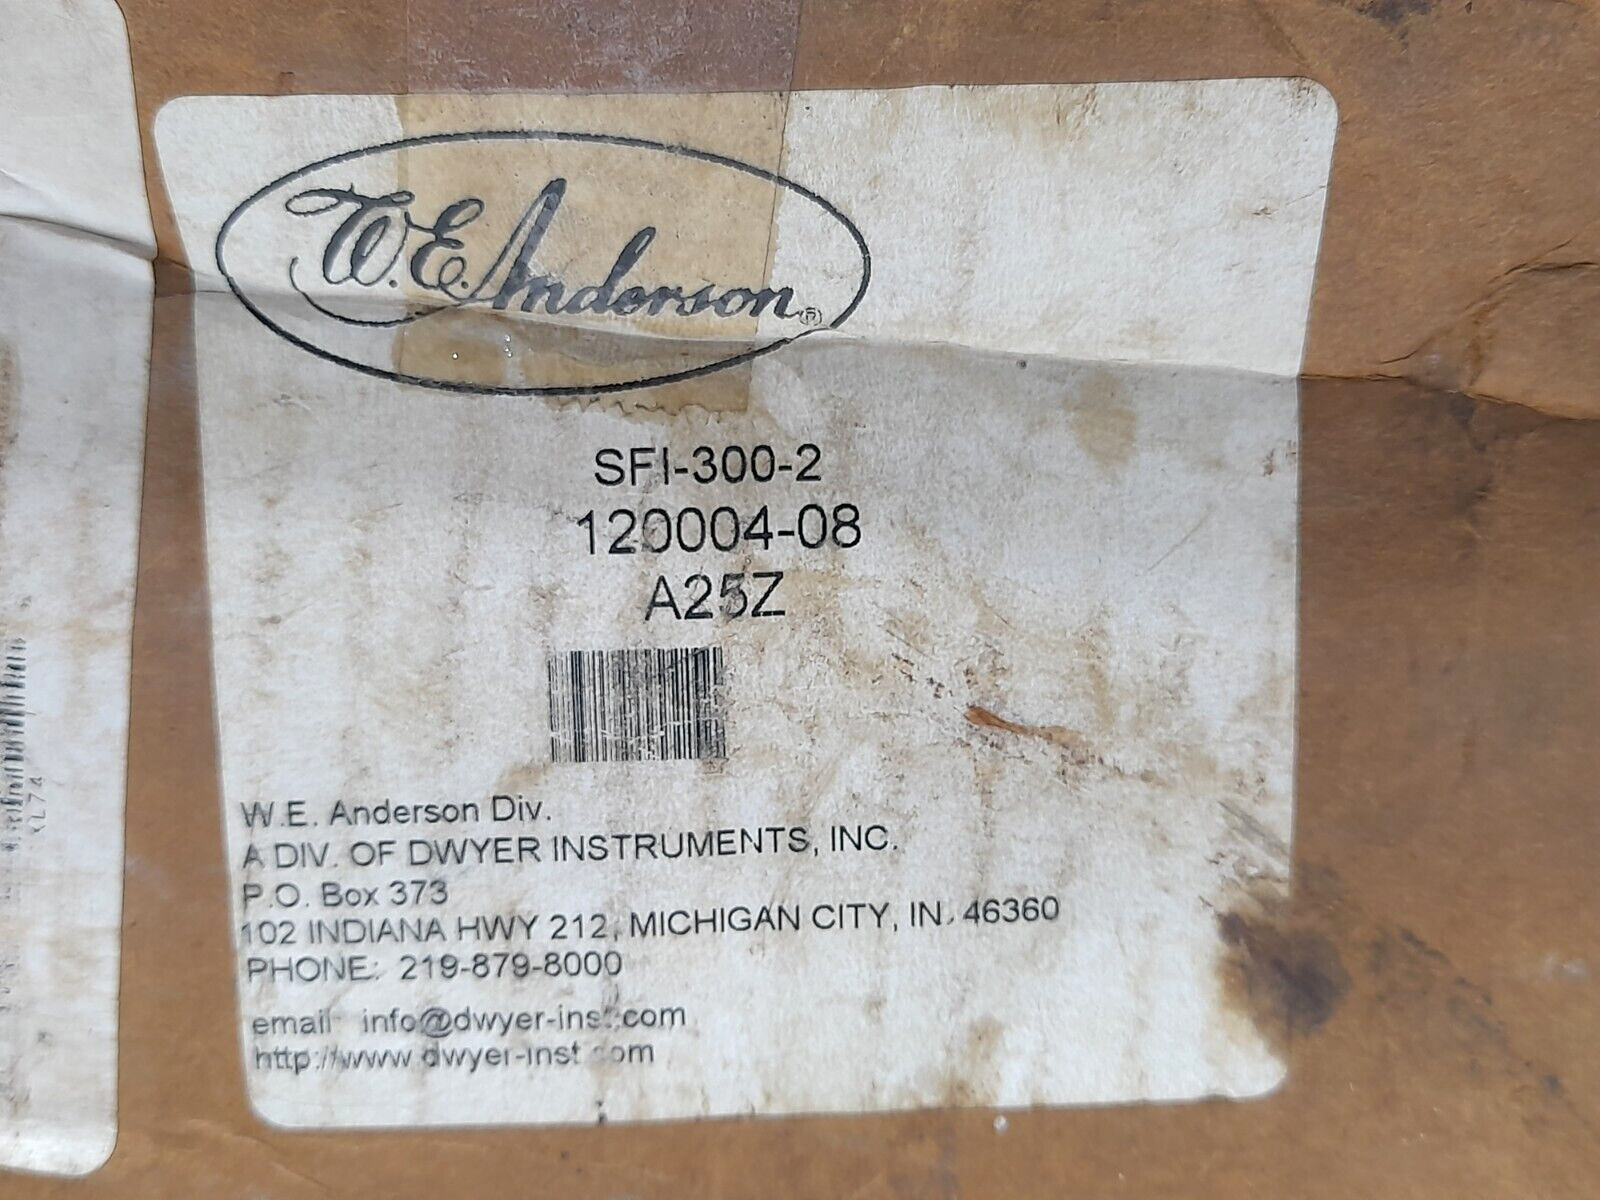 W.E. Anderson®
SFI-300-2
120004-08
A25Z
W.E. Anderson Div.
A DIV. OF DWYER INSTRUMENTS, INC.
P.O. Box 373
102 INDIANA HWY 212, MICHIGAN CITY, IN. 46360
PHONE: 219-879-8000
email: info@dwyer-inst.com
http://www.dwyer-inst.com